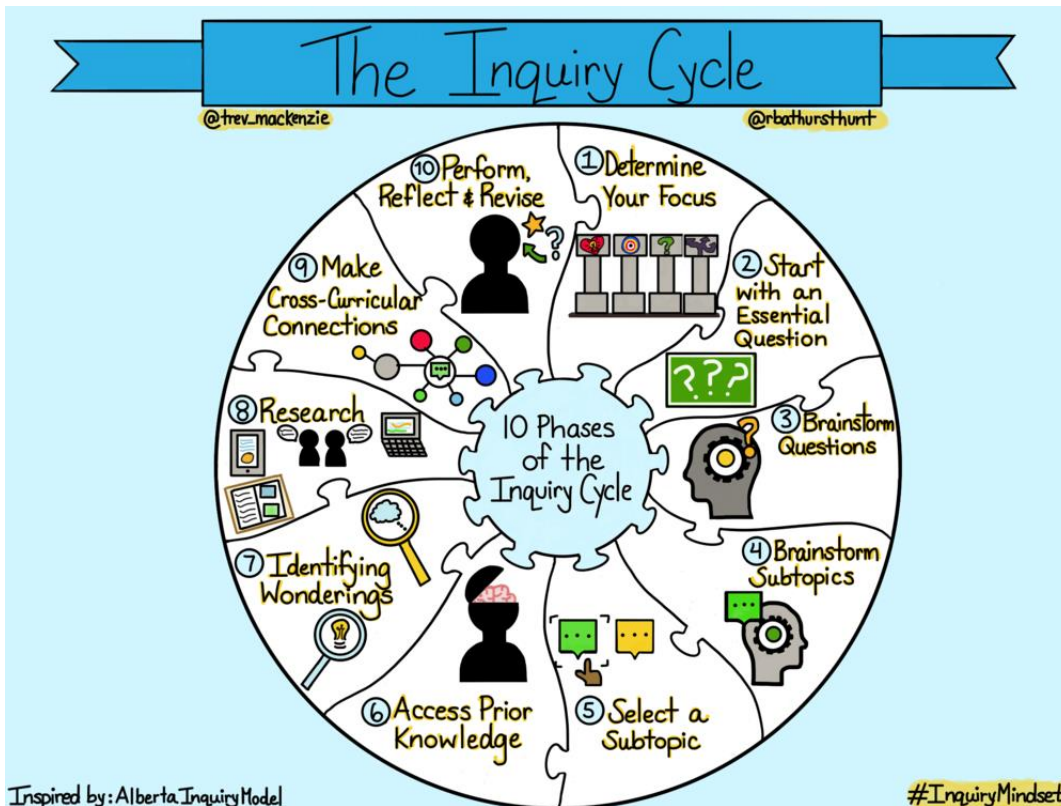 The Inquiry Cycle
@trev_mackenzie
@rbathursthunt
1 Determine
Your Focus
2 Start
with an
Essential
Question
???
3 Brainstorm
Questions
?
4 Brainstorm
Subtopics
5 Select a
Subtopic
6 Access Prior
Knowledge
7 Identifying
Wonderings
8 Research
9 Make
Cross-Curricular
Connections
10 Perform,
Reflect & Revise
?
10 Phases
of the
Inquiry Cycle
Inspired by: Alberta Inquiry Model
#InquiryMindset